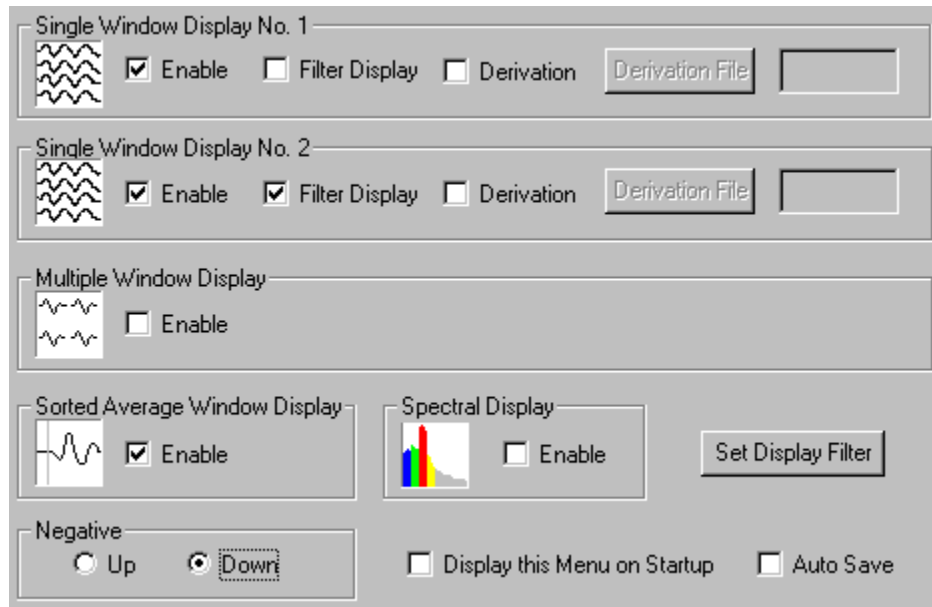 Single Window Display No. 1
Enable Filter Display Derivation Derivation File
Single Window Display No. 2
Enable Filter Display Derivation Derivation File
Multiple Window Display
Enable
Sorted Average Window Display Spectral Display
Enable Enable Set Display Filter
Negative
Up Down Display this Menu on Startup Auto Save